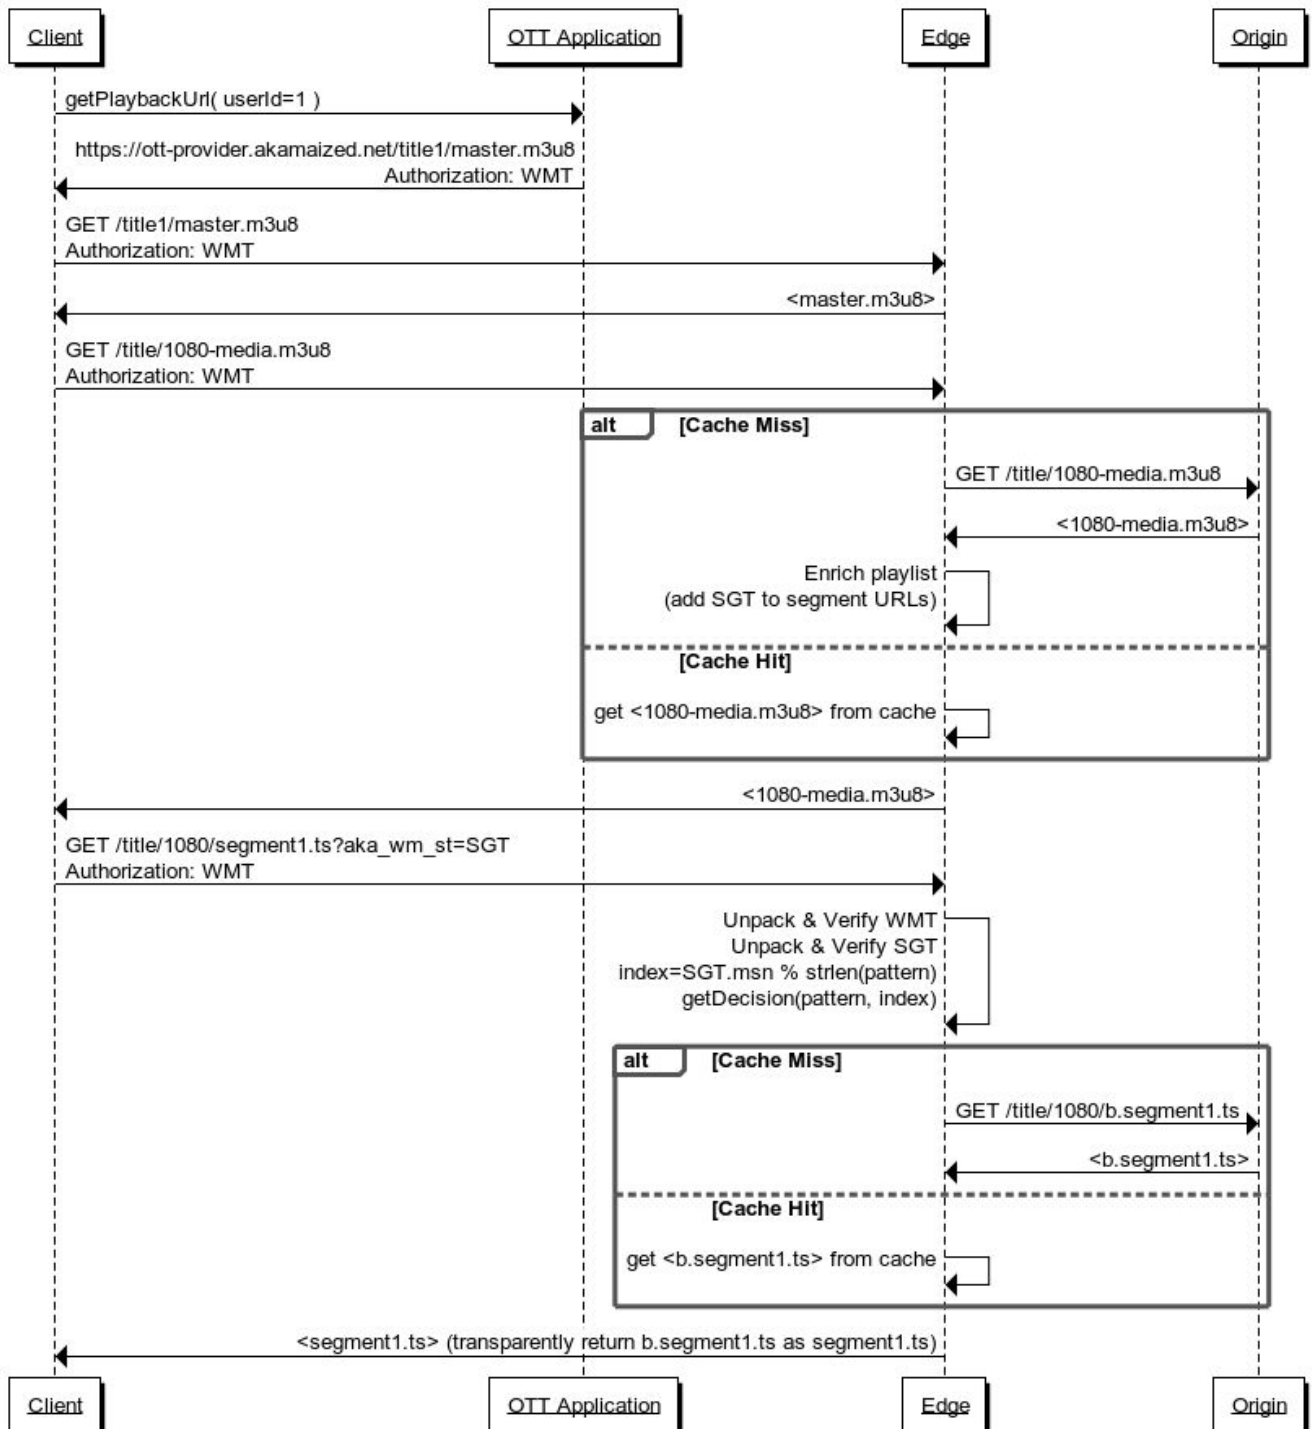 Client
OTT Application
Edge
Origin
getPlaybackUrl( userId=1 )
https://ott-provider.akamaized.net/title1/master.m3u8
Authorization: WMT
GET /title1/master.m3u8
Authorization: WMT
<master.m3u8>
GET /title/1080-media.m3u8
Authorization: WMT
alt
[Cache Miss]
GET /title/1080-media.m3u8
<1080-media.m3u8>
Enrich playlist
(add SGT to segment URLs)
[Cache Hit]
get <1080-media.m3u8> from cache
<1080-media.m3u8>
GET /title/1080/segment1.ts?aka_wm_st=SGT
Authorization: WMT
Unpack & Verify WMT
Unpack & Verify SGT
index=SGT.msn % strlen(pattern)
getDecision(pattern, index)
alt
[Cache Miss]
GET /title/1080/b.segment1.ts
<b.segment1.ts>
[Cache Hit]
get <b.segment1.ts> from cache
<segment1.ts> (transparently return b.segment1.ts as segment1.ts)
Client
OTT Application
Edge
Origin